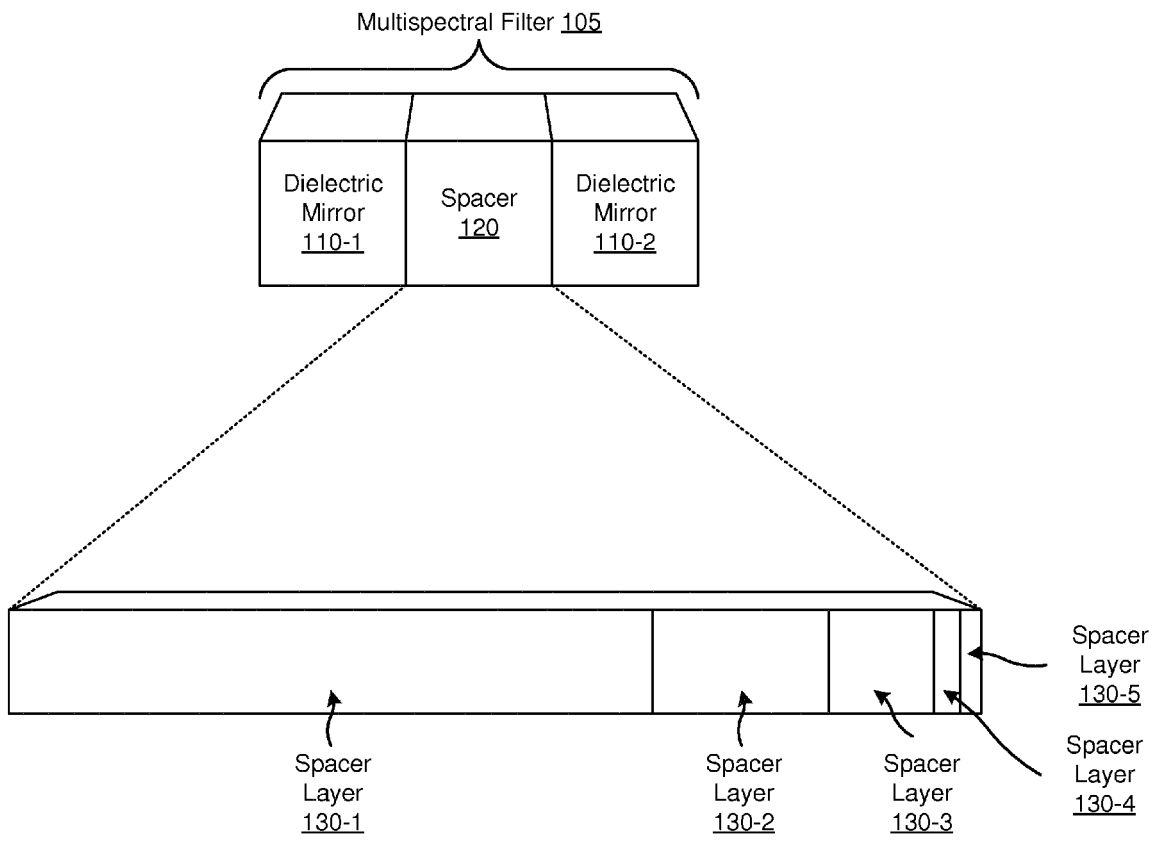 Multispectral Filter 105
Dielectric
Mirror
110-1
Spacer
120
Dielectric
Mirror
110-2
Spacer
Layer
130-5
Spacer
Layer
130-1
Spacer
Layer
130-2
Spacer
Layer
130-3
Spacer
Layer
130-4